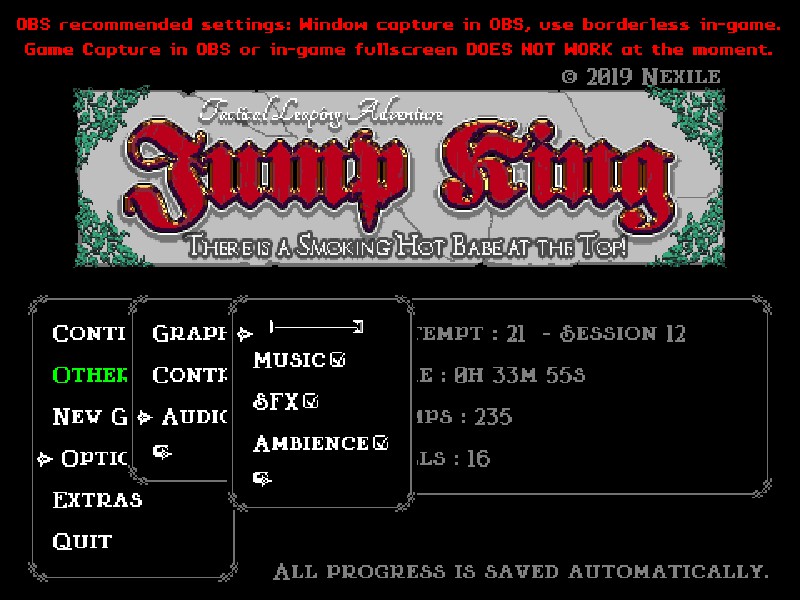 OBS recommended settings: Window capture in OBS, use borderless in-game.
Game Capture in OBS or in-game fullscreen DOES NOT WORK at the moment.
© 2019 Nexile
Tactical Leaping Adventure
Jump King
There is a Smoking Hot Babe at the Top!
Conti
Other
New G
Optio
Extras
Quit
Graph
Contr
Audio
Music
SFX
Ambience
tempt : 21 - Session 12
e : 0h 33m 55s
mps : 235
ls : 16
All progress is saved automatically.